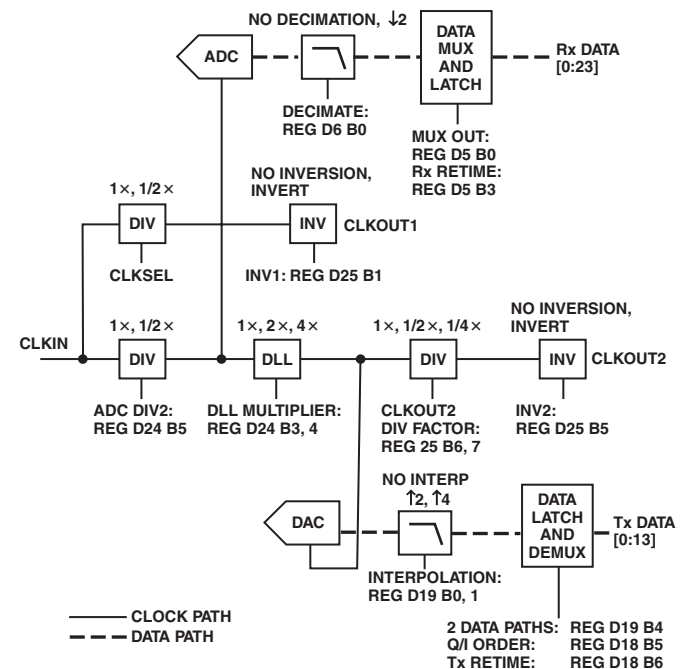 NO DECIMATION, ↓2
ADC
DATA
MUX
AND
LATCH
Rx DATA
[0:23]
DECIMATE:
REG D6 B0
MUX OUT:
REG D5 B0
Rx RETIME:
REG D5 B3
NO INVERSION,
INVERT
1×, 1/2×
DIV
INV
CLKOUT1
CLKSEL
INV1: REG D25 B1
CLKIN
1×, 1/2×
DIV
ADC DIV2:
REG D24 B5
1×, 2×, 4×
DLL
DLL MULTIPLIER:
REG D24 B3, 4
1×, 1/2×, 1/4×
DIV
CLKOUT2
DIV FACTOR:
REG 25 B6, 7
NO INVERSION,
INVERT
INV
CLKOUT2
INV2:
REG D25 B5
NO INTERP
↑2, ↑4
DAC
DATA
LATCH
AND
DEMUX
Tx DATA
[0:13]
INTERPOLATION:
REG D19 B0, 1
CLOCK PATH
DATA PATH
2 DATA PATHS: REG D19 B4
Q/I ORDER: REG D18 B5
Tx RETIME: REG D18 B6